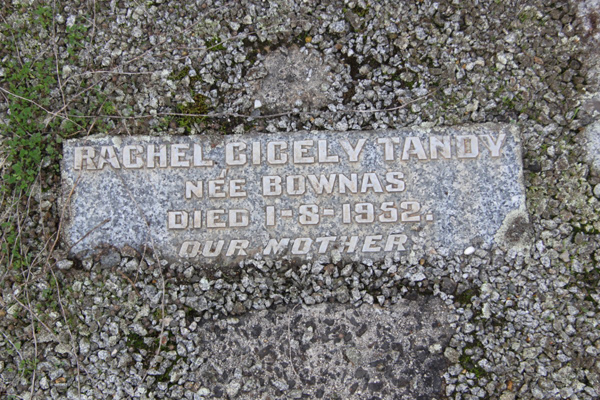 RACHEL CICELY TANDY
NÉE BOWNAS
DIED 1-8-1952.
OUR MOTHER